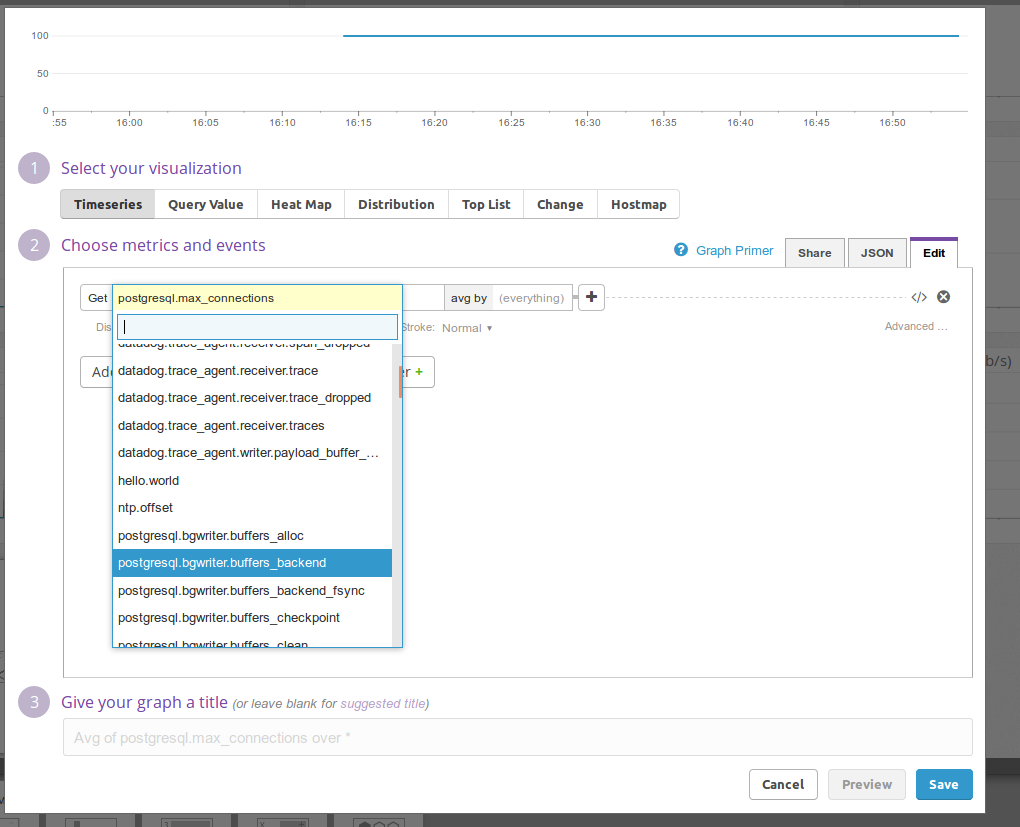 100
50
0
:55 16:00 16:05 16:10 16:15 16:20 16:25 16:30 16:35 16:40 16:45 16:50
1 Select your visualization
Timeseries Query Value Heat Map Distribution Top List Change Hostmap
2 Choose metrics and events
? Graph Primer Share JSON Edit
Get postgresql.max_connections avg by (everything) + </>
Dis Stroke: Normal Advanced ...
datadog.trace_agent.receiver.span_dropped
datadog.trace_agent.receiver.trace
Ad r +
datadog.trace_agent.receiver.trace_dropped
datadog.trace_agent.receiver.traces
datadog.trace_agent.writer.payload_buffer_...
hello.world
ntp.offset
postgresql.bgwriter.buffers_alloc
postgresql.bgwriter.buffers_backend
postgresql.bgwriter.buffers_backend_fsync
postgresql.bgwriter.buffers_checkpoint
postgresql.bgwriter.buffers_clean
b/s)
3 Give your graph a title (or leave blank for suggested title)
Avg of postgresql.max_connections over *
Cancel Preview Save